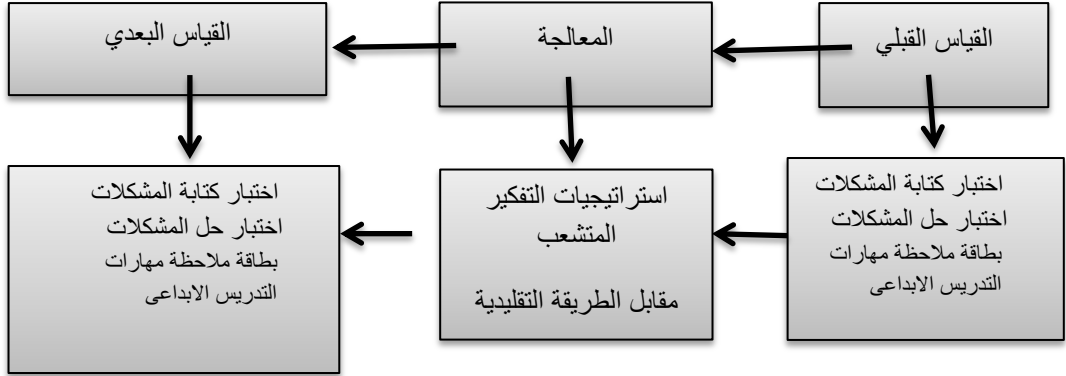 القياس القبلي
المعالجة
القياس البعدي
اختبار كتابة المشكلات
اختبار حل المشكلات
بطاقة ملاحظة مهارات
التدريس الابداعى
استراتيجيات التفكير
المتشعب
مقابل الطريقة التقليدية
اختبار كتابة المشكلات
اختبار حل المشكلات
بطاقة ملاحظة مهارات
التدريس الابداعى